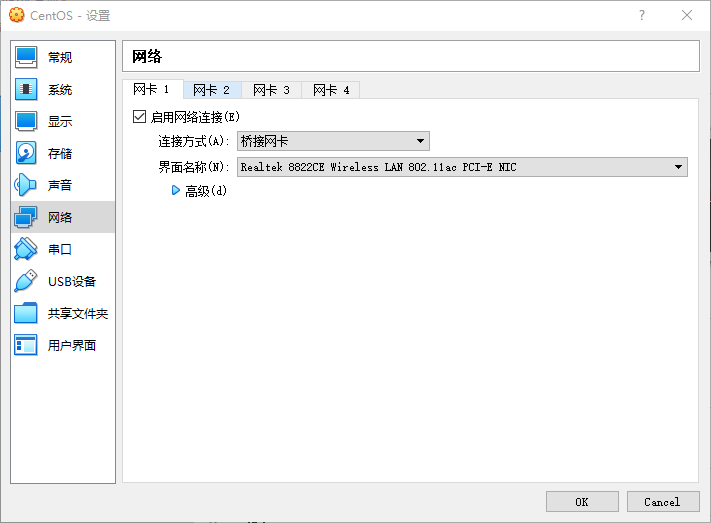 CentOS - 设置
?
常规
系统
显示
存储
声音
网络
串口
USB设备
共享文件夹
用户界面
网络
网卡 1 网卡 2 网卡 3 网卡 4
启用网络连接(E)
连接方式(A): 桥接网卡
界面名称(N): Realtek 8822CE Wireless LAN 802.11ac PCI-E NIC
高级(d)
OK Cancel